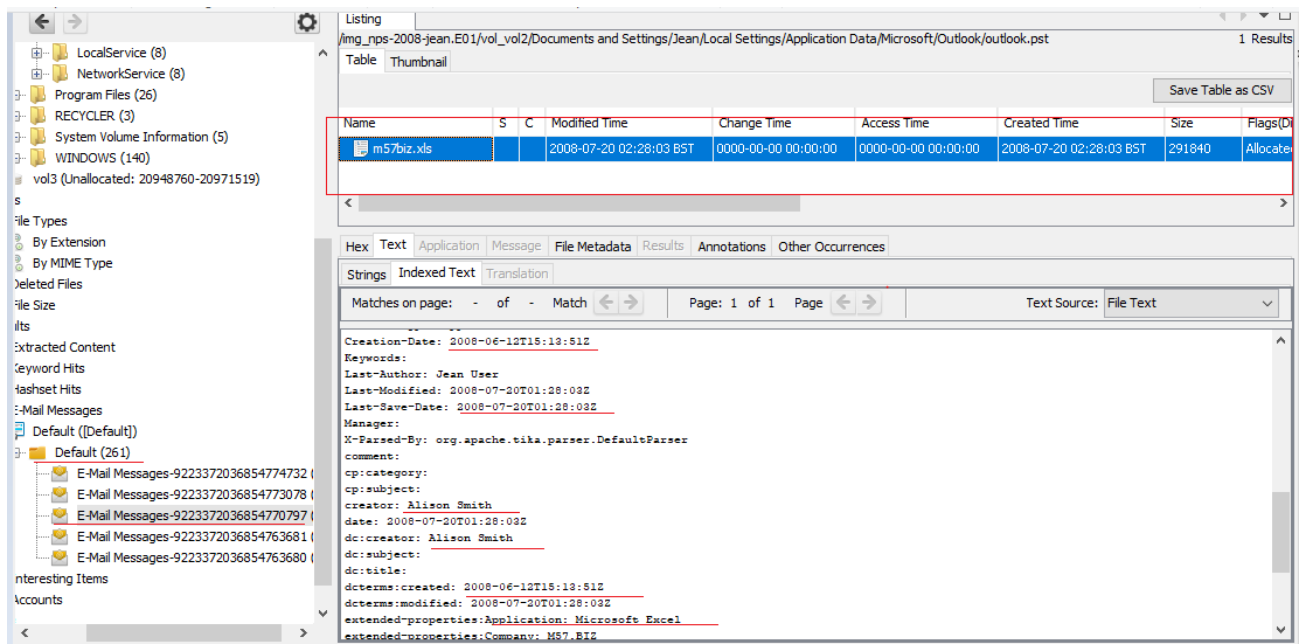 Listing
/img_nps-2008-jean.E01/vol_vol2/Documents and Settings/Jean/Local Settings/Application Data/Microsoft/Outlook/outlook.pst 1 Results
Table Thumbnail
Save Table as CSV
Name S C Modified Time Change Time Access Time Created Time Size Flags(Di
m57biz.xls 2008-07-20 02:28:03 BST 0000-00-00 00:00:00 0000-00-00 00:00:00 2008-07-20 02:28:03 BST 291840 Allocate
LocalService (8)
NetworkService (8)
Program Files (26)
RECYCLER (3)
System Volume Information (5)
WINDOWS (140)
vol3 (Unallocated: 20948760-20971519)
s
File Types
By Extension
By MIME Type
Deleted Files
File Size
ults
Extracted Content
Keyword Hits
Hashset Hits
E-Mail Messages
Default ([Default])
Default (261)
E-Mail Messages-9223372036854774732 (
E-Mail Messages-9223372036854773078 (
E-Mail Messages-9223372036854770797 (
E-Mail Messages-9223372036854763681 (
E-Mail Messages-9223372036854763680 (
Interesting Items
Accounts
Hex Text Application Message File Metadata Results Annotations Other Occurrences
Strings Indexed Text Translation
Matches on page: - of - Match Page: 1 of 1 Page Text Source: File Text
Creation-Date: 2008-06-12T15:13:51Z
Keywords:
Last-Author: Jean User
Last-Modified: 2008-07-20T01:28:03Z
Last-Save-Date: 2008-07-20T01:28:03Z
Manager:
X-Parsed-By: org.apache.tika.parser.DefaultParser
comment:
cp:category:
cp:subject:
creator: Alison Smith
date: 2008-07-20T01:28:03Z
dc:creator: Alison Smith
dc:subject:
dc:title:
dcterms:created: 2008-06-12T15:13:51Z
dcterms:modified: 2008-07-20T01:28:03Z
extended-properties:Application: Microsoft Excel
extended-properties:Company: M57.BIZ